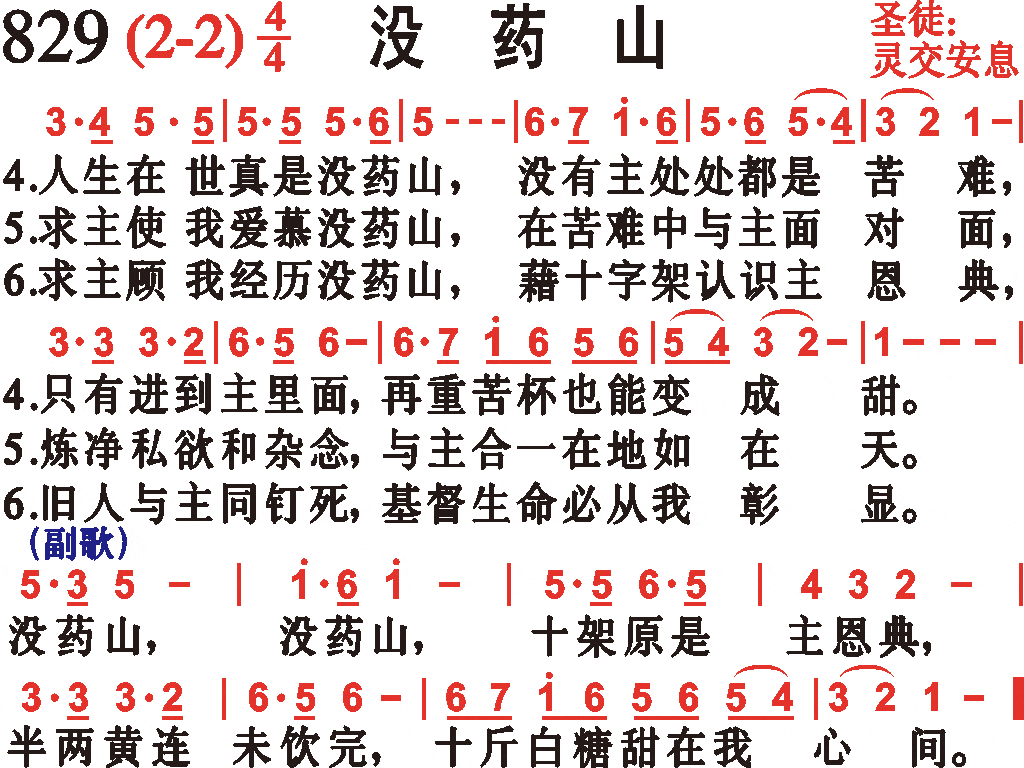 829 (2-2) 4/4 没药山 圣徒:
灵交安息
3·4 5·5|5·5 5·6|5---|6·7 i·6|5·6 5·4|3 2 1-|
4.人生在 世真是没药山, 没有主处处都是 苦 难,
5.求主使 我爱慕没药山, 在苦难中与主面 对 面,
6.求主顾 我经历没药山, 藉十字架认识主 恩 典,
3·3 3·2|6·5 6-|6·7 i 6 5 6|5 4 3 2-|1---|
4.只有进到主里面, 再重苦杯也能变 成 甜。
5.炼净私欲和杂念, 与主合一在地如 在 天。
6.旧人与主同钉死, 基督生命必从我 彰 显。
(副歌)
5·3 5 - | i·6 i - | 5·5 6·5 | 4 3 2 - |
没药山, 没药山, 十架原是 主恩典,
3·3 3·2 | 6·5 6 - | 6 7 i 6 5 6 5 4 | 3 2 1 -
半两黄连 未饮完, 十斤白糖甜在我 心 间。